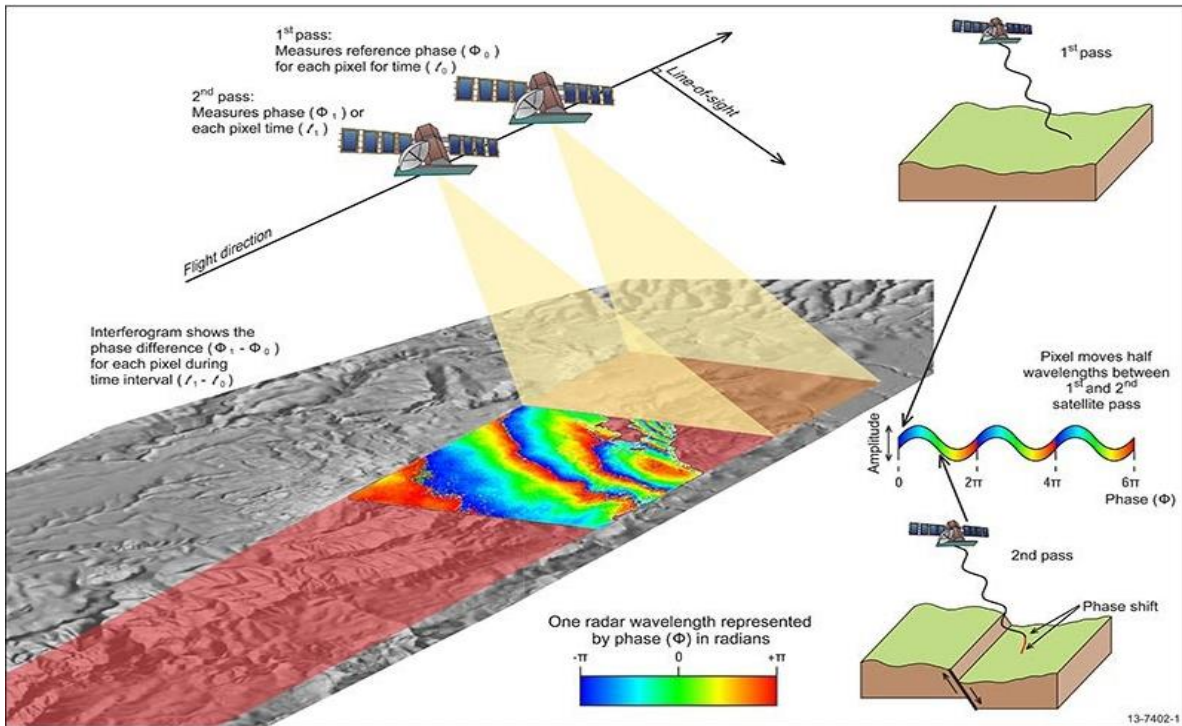 1st pass:
Measures reference phase (Φ0)
for each pixel for time (t0)
2nd pass:
Measures phase (Φ1) or
each pixel time (t1)
Line-of-sight
Flight direction
1st pass
Interferogram shows the
phase difference (Φ1 - Φ0)
for each pixel during
time interval (t1 - t0)
Pixel moves half
wavelengths between
1st and 2nd
satellite pass
Amplitude
0 2π 4π 6π
Phase (Φ)
2nd pass
Phase shift
One radar wavelength represented
by phase (Φ) in radians
-π 0 +π
13-7402-1